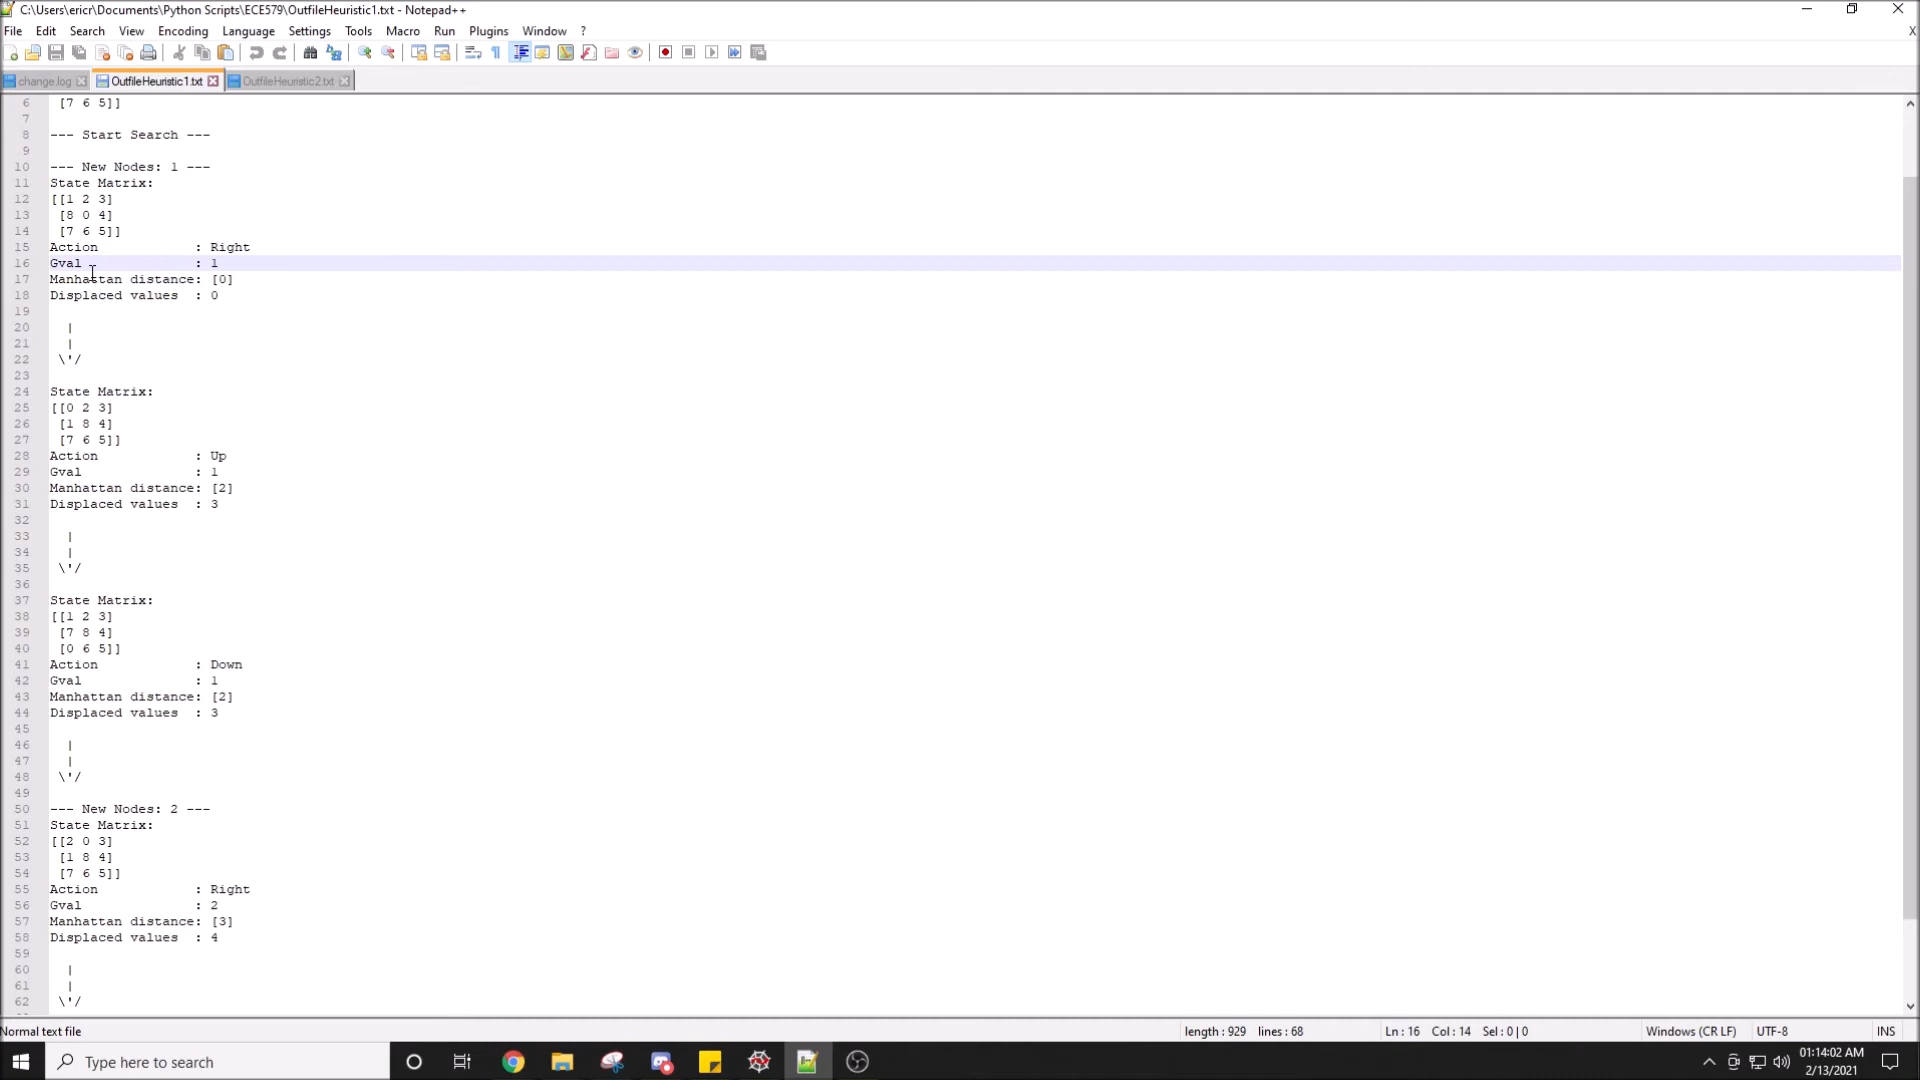 C:\Users\ericr\Documents\Python Scripts\ECE579\OutfileHeuristic1.txt - Notepad++
File Edit Search View Encoding Language Settings Tools Macro Run Plugins Window ? X
change.log OutfileHeuristic1.txt OutfileHeuristic2.txt
6 [7 6 5]]
7
8 --- Start Search ---
9
10 --- New Nodes: 1 ---
11 State Matrix:
12 [[1 2 3]
13 [8 0 4]
14 [7 6 5]]
15 Action : Right
16 Gval : 1
17 Manhattan distance: [0]
18 Displaced values : 0
19
20 |
21 |
22 \'/
23
24 State Matrix:
25 [[0 2 3]
26 [1 8 4]
27 [7 6 5]]
28 Action : Up
29 Gval : 1
30 Manhattan distance: [2]
31 Displaced values : 3
32
33 |
34 |
35 \'/
36
37 State Matrix:
38 [[1 2 3]
39 [7 8 4]
40 [0 6 5]]
41 Action : Down
42 Gval : 1
43 Manhattan distance: [2]
44 Displaced values : 3
45
46 |
47 |
48 \'/
49
50 --- New Nodes: 2 ---
51 State Matrix:
52 [[2 0 3]
53 [1 8 4]
54 [7 6 5]]
55 Action : Right
56 Gval : 2
57 Manhattan distance: [3]
58 Displaced values : 4
59
60 |
61 |
62 \'/
Normal text file length : 929 lines : 68 Ln : 16 Col : 14 Sel : 0 | 0 Windows (CR LF) UTF-8 INS
Type here to search 01:14:02 AM
2/13/2021